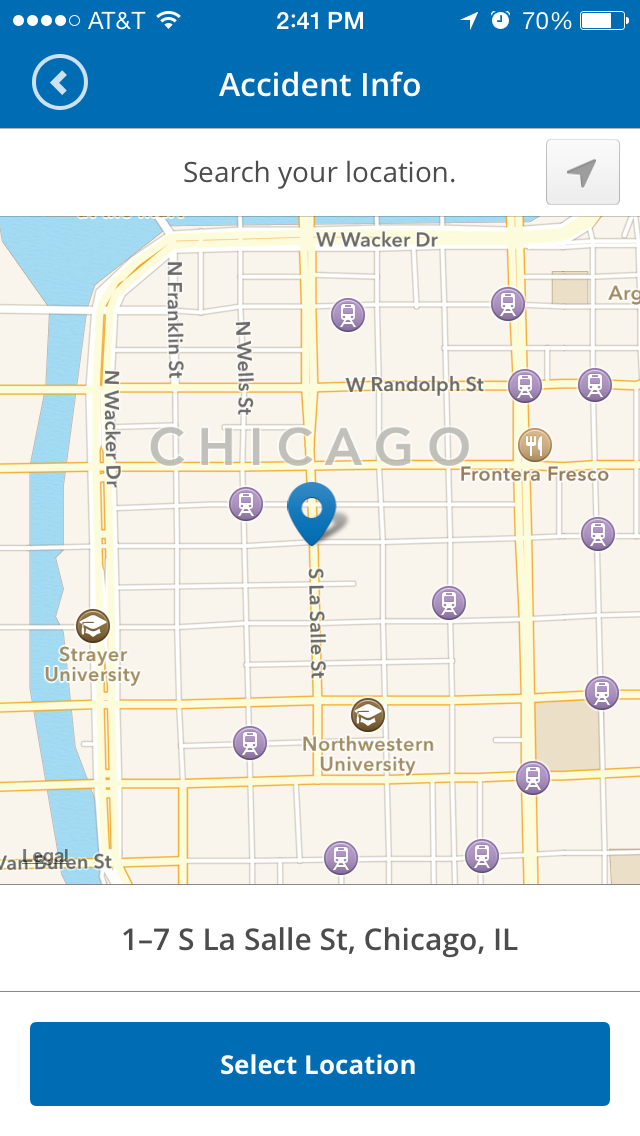 AT&T 2:41 PM 70%
Accident Info
Search your location.
W Wacker Dr
N Franklin St
Arg
N Wells St
N Wacker Dr
W Randolph St
CHICAGO
Frontera Fresco
S La Salle St
Strayer
University
Northwestern
University
Legal
Van Buren St
1–7 S La Salle St, Chicago, IL
Select Location